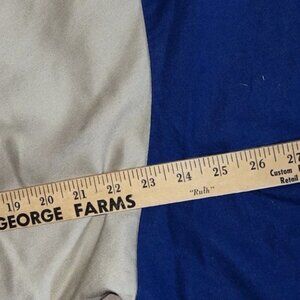 19 20 21 22 23 24 25 26 27
"Ruth"
GEORGE FARMS
Custom
Retail